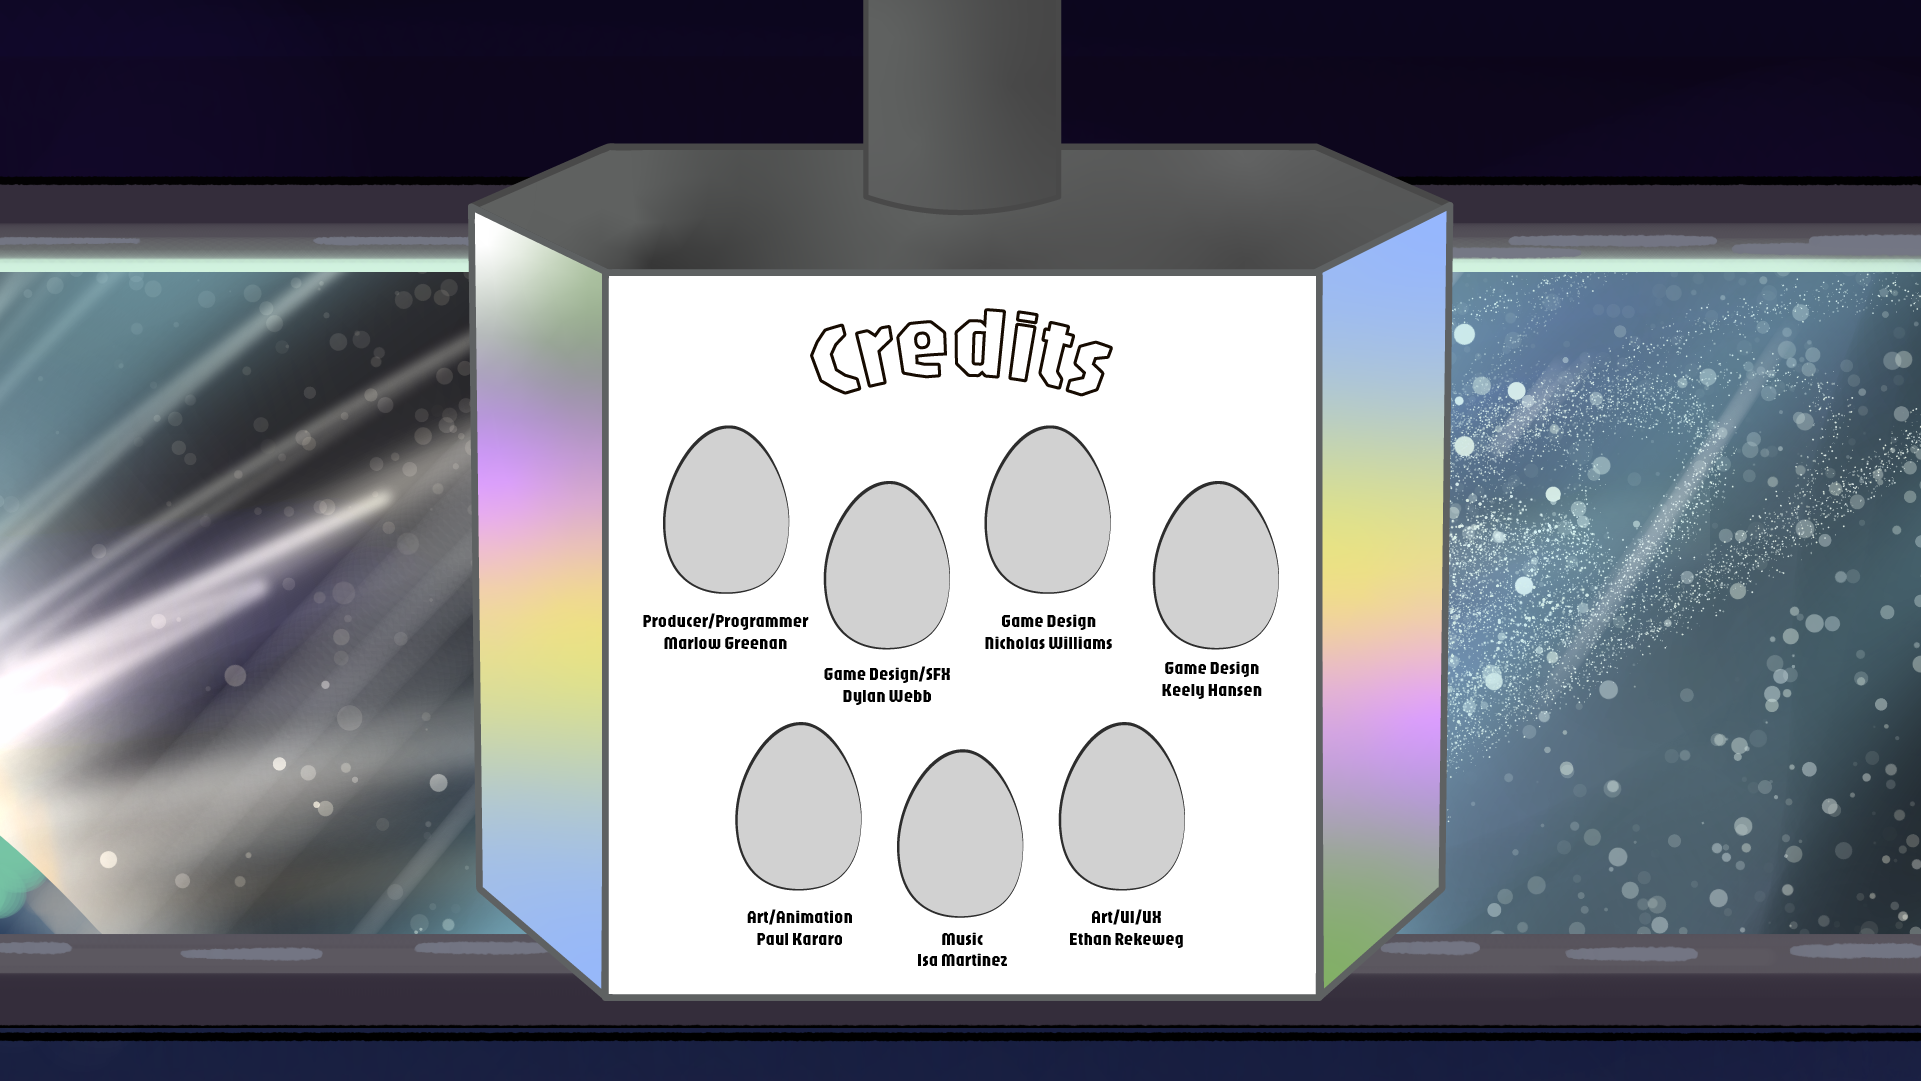 Credits
Producer/Programmer
Marlow Greenan
Game Design/SFX
Dylan Webb
Game Design
Nicholas Williams
Game Design
Keely Hansen
Art/Animation
Paul Kararo
Music
Isa Martinez
Art/UI/UX
Ethan Rekeweg